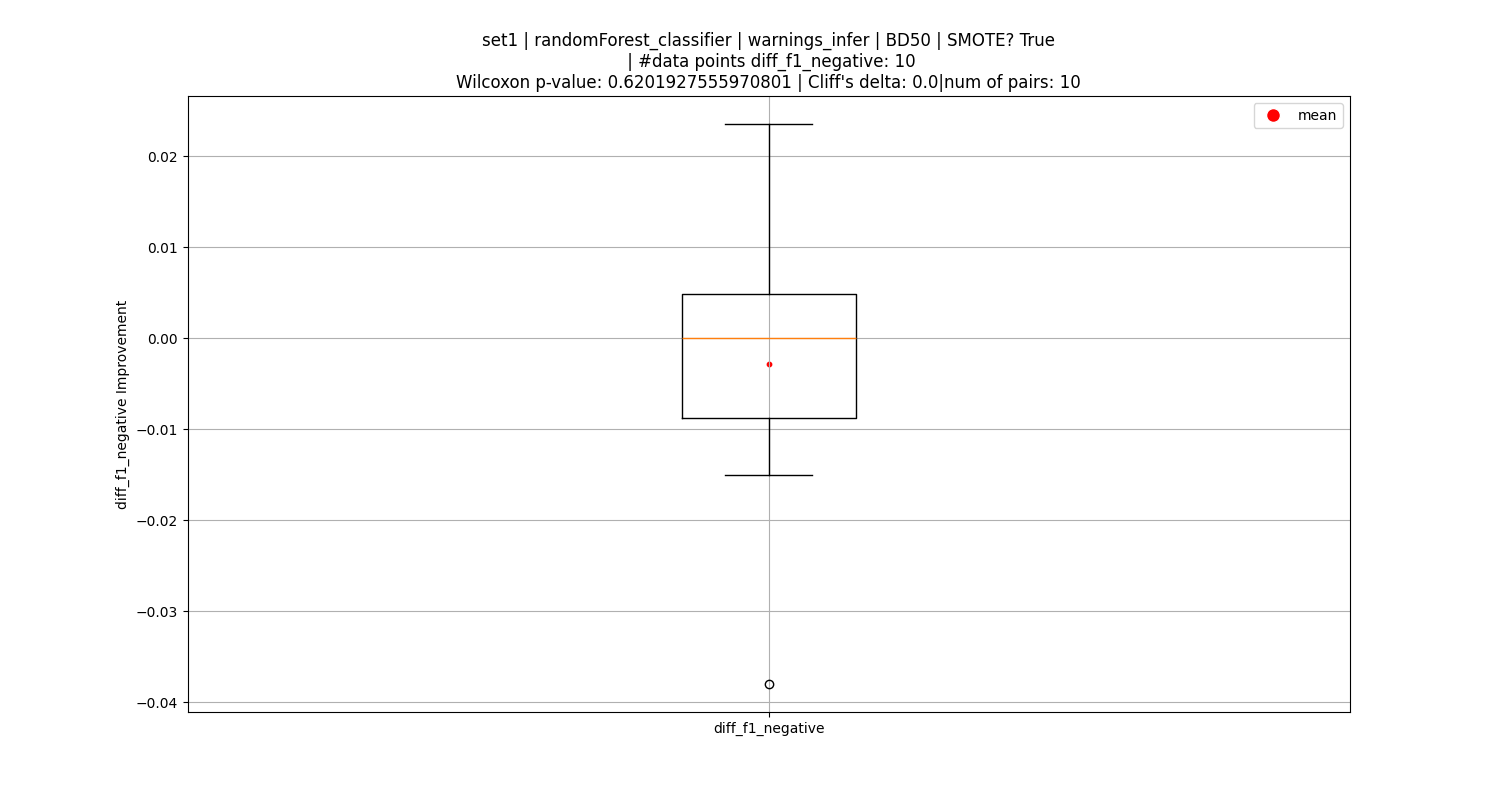 set1 | randomForest_classifier | warnings_infer | BD50 | SMOTE? True
| #data points diff_f1_negative: 10
Wilcoxon p-value: 0.6201927555970801 | Cliff's delta: 0.0|num of pairs: 10
mean
0.02
0.01
0.00
−0.01
−0.02
−0.03
−0.04
diff_f1_negative Improvement
diff_f1_negative